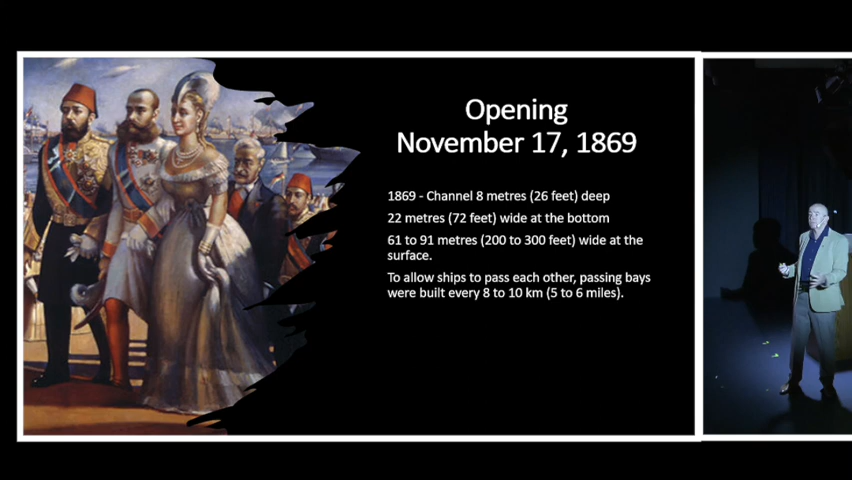 Opening
November 17, 1869
1869 - Channel 8 metres (26 feet) deep
22 metres (72 feet) wide at the bottom
61 to 91 metres (200 to 300 feet) wide at the
surface.
To allow ships to pass each other, passing bays
were built every 8 to 10 km (5 to 6 miles).